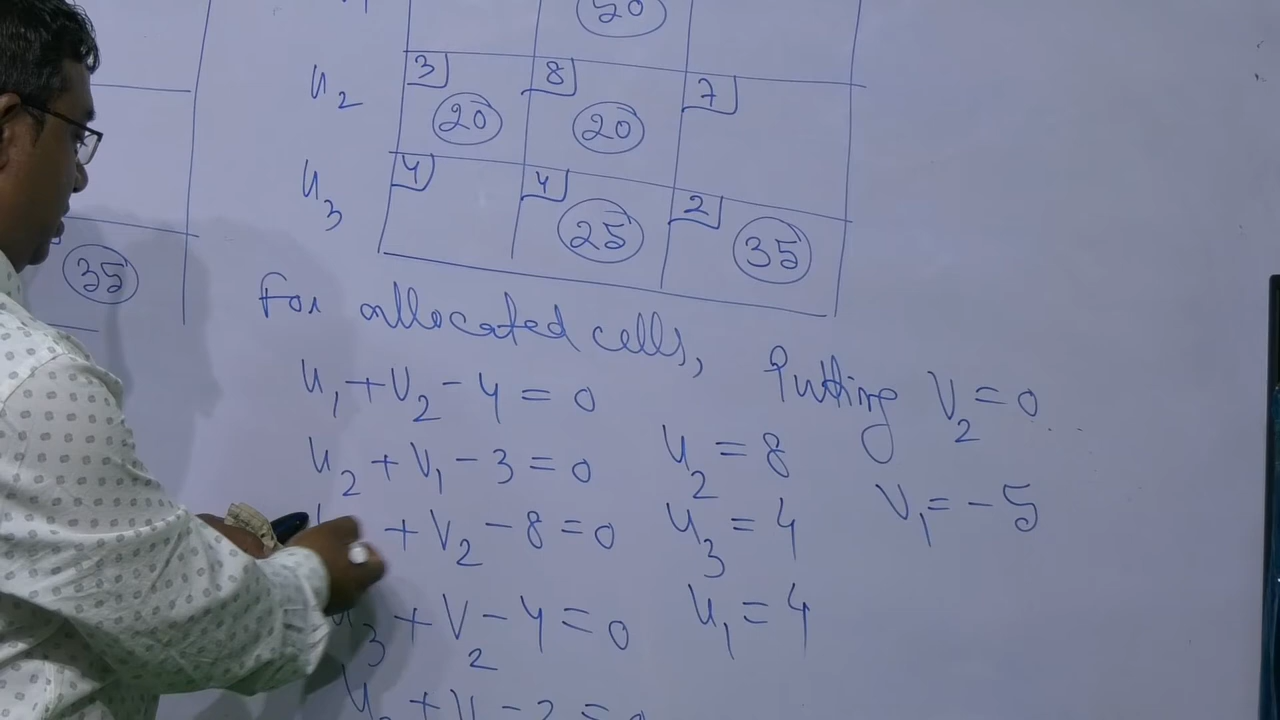 50
u₂ 3 20 8 20 7
u₃ 4 4 25 2 35
35
For allocated cells, Putting V₂ = 0
u₁ + V₂ - 4 = 0
u₂ + V₁ - 3 = 0 u₂ = 8 V₁ = -5
+ V₂ - 8 = 0 u₃ = 4
u₃ + V₂ - 4 = 0 u₁ = 4